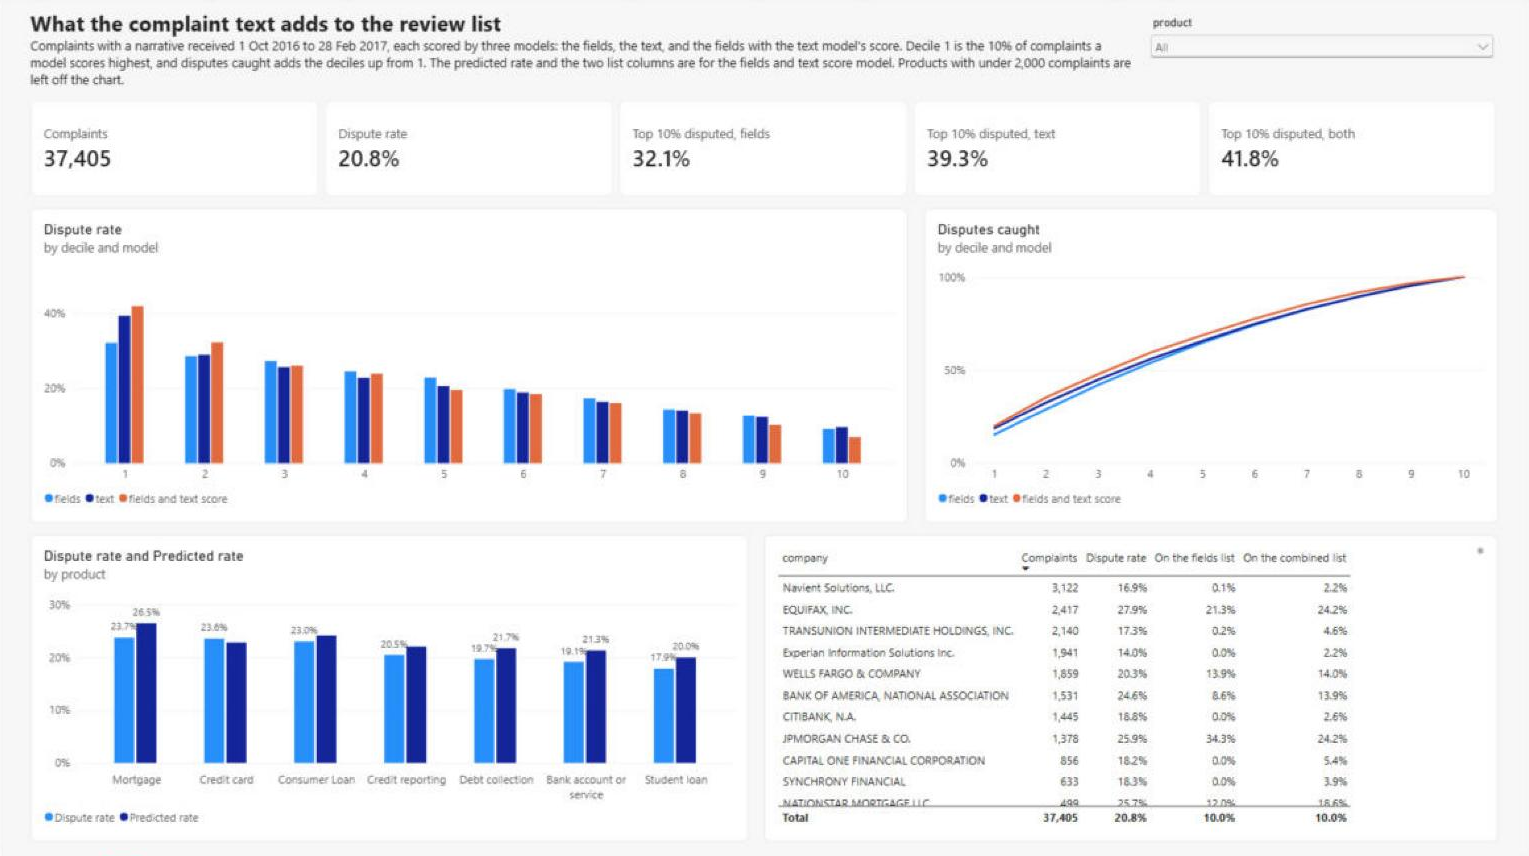 What the complaint text adds to the review list
Complaints with a narrative received 1 Oct 2016 to 28 Feb 2017, each scored by three models: the fields, the text, and the fields with the text model's score. Decile 1 is the 10% of complaints a
model scores highest, and disputes caught adds the deciles up from 1. The predicted rate and the two list columns are for the fields and text score model. Products with under 2,000 complaints are
left off the chart.
product
All
Complaints
37,405
Dispute rate
20.8%
Top 10% disputed, fields
32.1%
Top 10% disputed, text
39.3%
Top 10% disputed, both
41.8%
Dispute rate
by decile and model
40%
20%
0%
1 2 3 4 5 6 7 8 9 10
fields text fields and text score
Disputes caught
by decile and model
100%
50%
0%
1 2 3 4 5 6 7 8 9 10
fields text fields and text score
Dispute rate and Predicted rate
by product
30%
20%
10%
0%
23.7% 26.5% 23.6% 23.0% 20.5% 19.7% 21.7% 19.1% 21.3% 17.9% 20.0%
Mortgage Credit card Consumer Loan Credit reporting Debt collection Bank account or Student loan
service
Dispute rate Predicted rate
company Complaints Dispute rate On the fields list On the combined list
Navient Solutions, LLC. 3,122 16.9% 0.1% 2.2%
EQUIFAX, INC. 2,417 27.9% 21.3% 24.2%
TRANSUNION INTERMEDIATE HOLDINGS, INC. 2,140 17.3% 0.2% 4.6%
Experian Information Solutions Inc. 1,941 14.0% 0.0% 2.2%
WELLS FARGO & COMPANY 1,859 20.3% 13.9% 14.0%
BANK OF AMERICA, NATIONAL ASSOCIATION 1,531 24.6% 8.6% 13.9%
CITIBANK, N.A. 1,445 18.8% 0.0% 2.6%
JPMORGAN CHASE & CO. 1,378 25.9% 34.3% 24.2%
CAPITAL ONE FINANCIAL CORPORATION 856 18.2% 0.0% 5.4%
SYNCHRONY FINANCIAL 633 18.3% 0.0% 3.9%
NATIONSTAR MORTGAGE LLC 499 25.7% 12.0% 18.6%
Total 37,405 20.8% 10.0% 10.0%